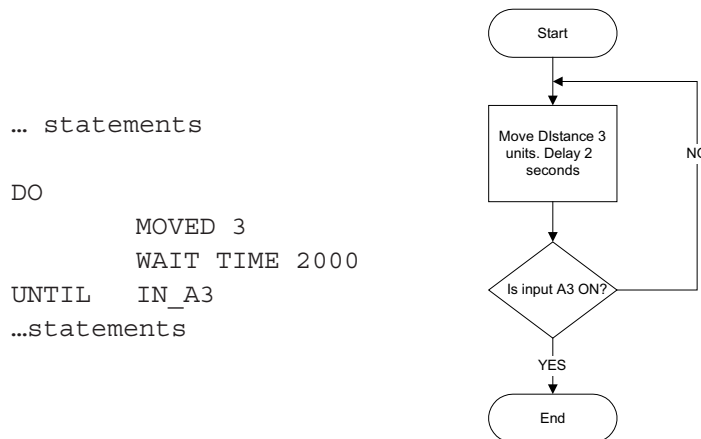 … statements
DO
MOVED 3
WAIT TIME 2000
UNTIL IN_A3
…statements
Start
Move DIstance 3
units. Delay 2
seconds
Is input A3 ON?
YES
End